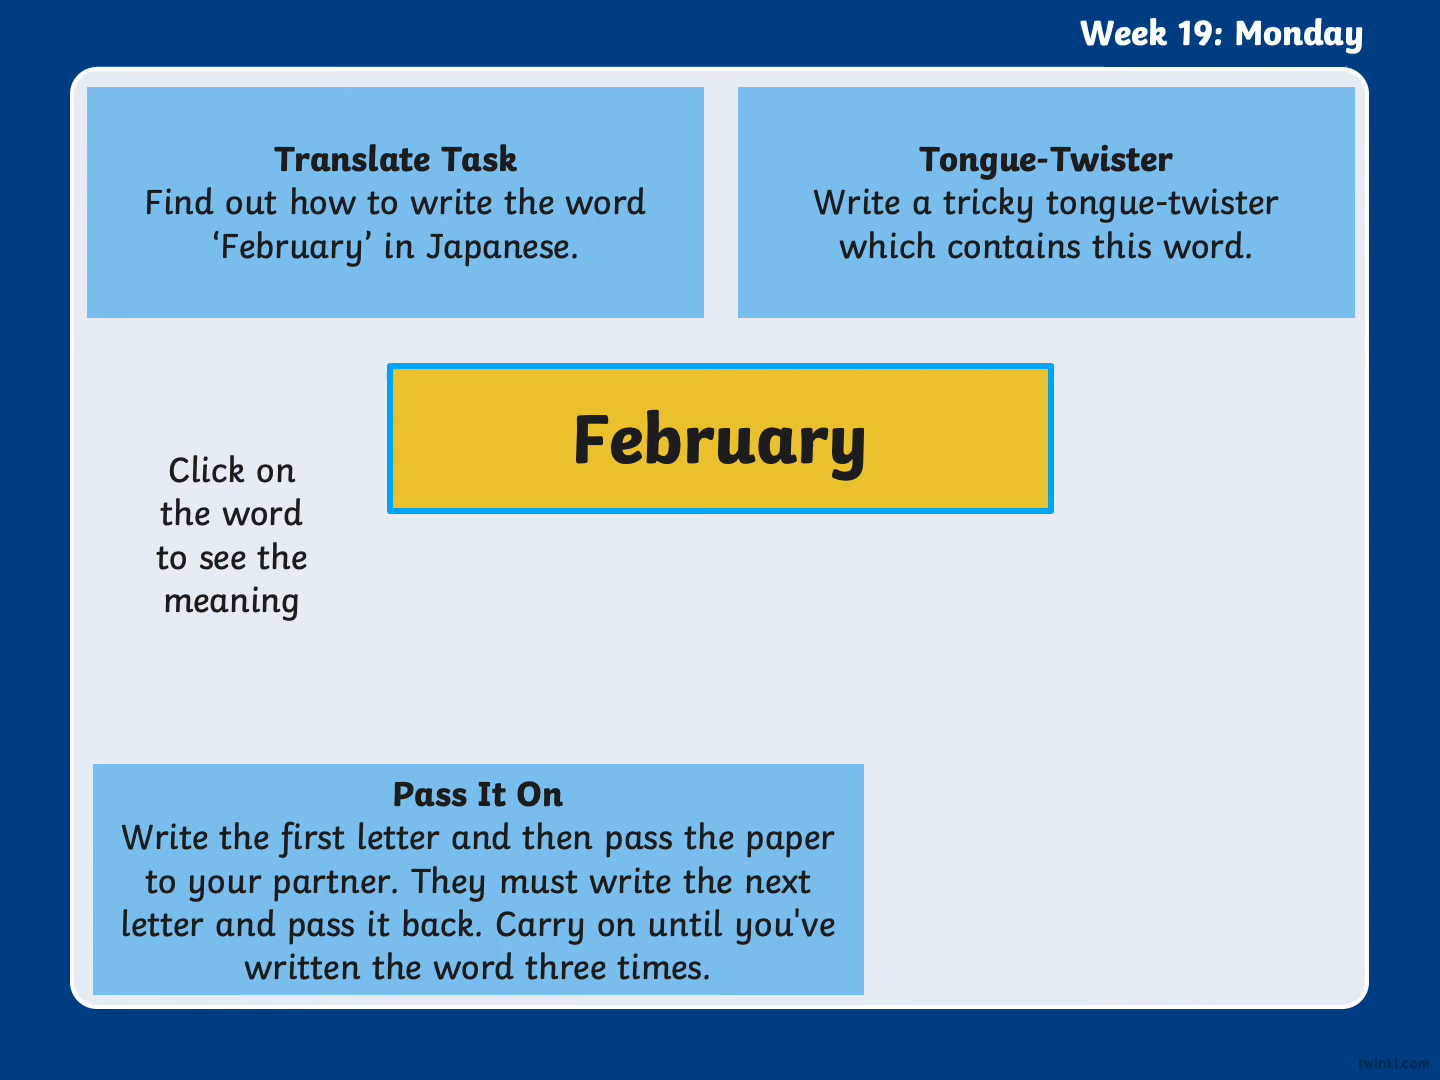 Week 19: Monday
Translate Task
Find out how to write the word
‘February’ in Japanese.
Tongue-Twister
Write a tricky tongue-twister
which contains this word.
February
Click on
the word
to see the
meaning
Pass It On
Write the first letter and then pass the paper
to your partner. They must write the next
letter and pass it back. Carry on until you've
written the word three times.
twinkl.com